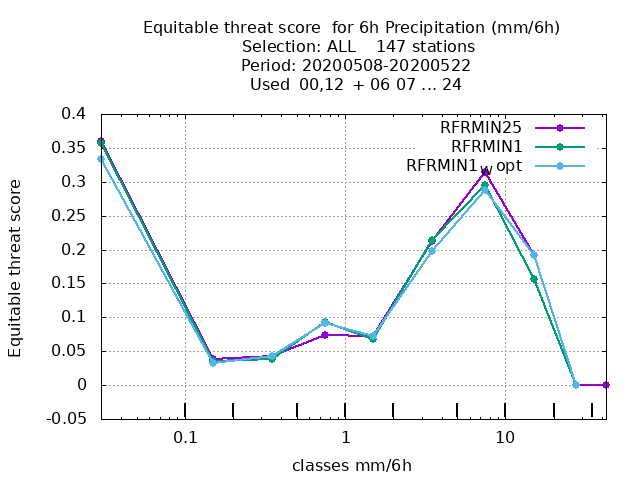 Equitable threat score  for 6h Precipitation (mm/6h)
Selection: ALL    147 stations
Period: 20200508-20200522
Used  00,12  + 06 07 ... 24
RFRMIN25
RFRMIN1
RFRMIN1w opt
Equitable threat score
0.4
0.35
0.3
0.25
0.2
0.15
0.1
0.05
0
-0.05
0.1
1
10
classes mm/6h